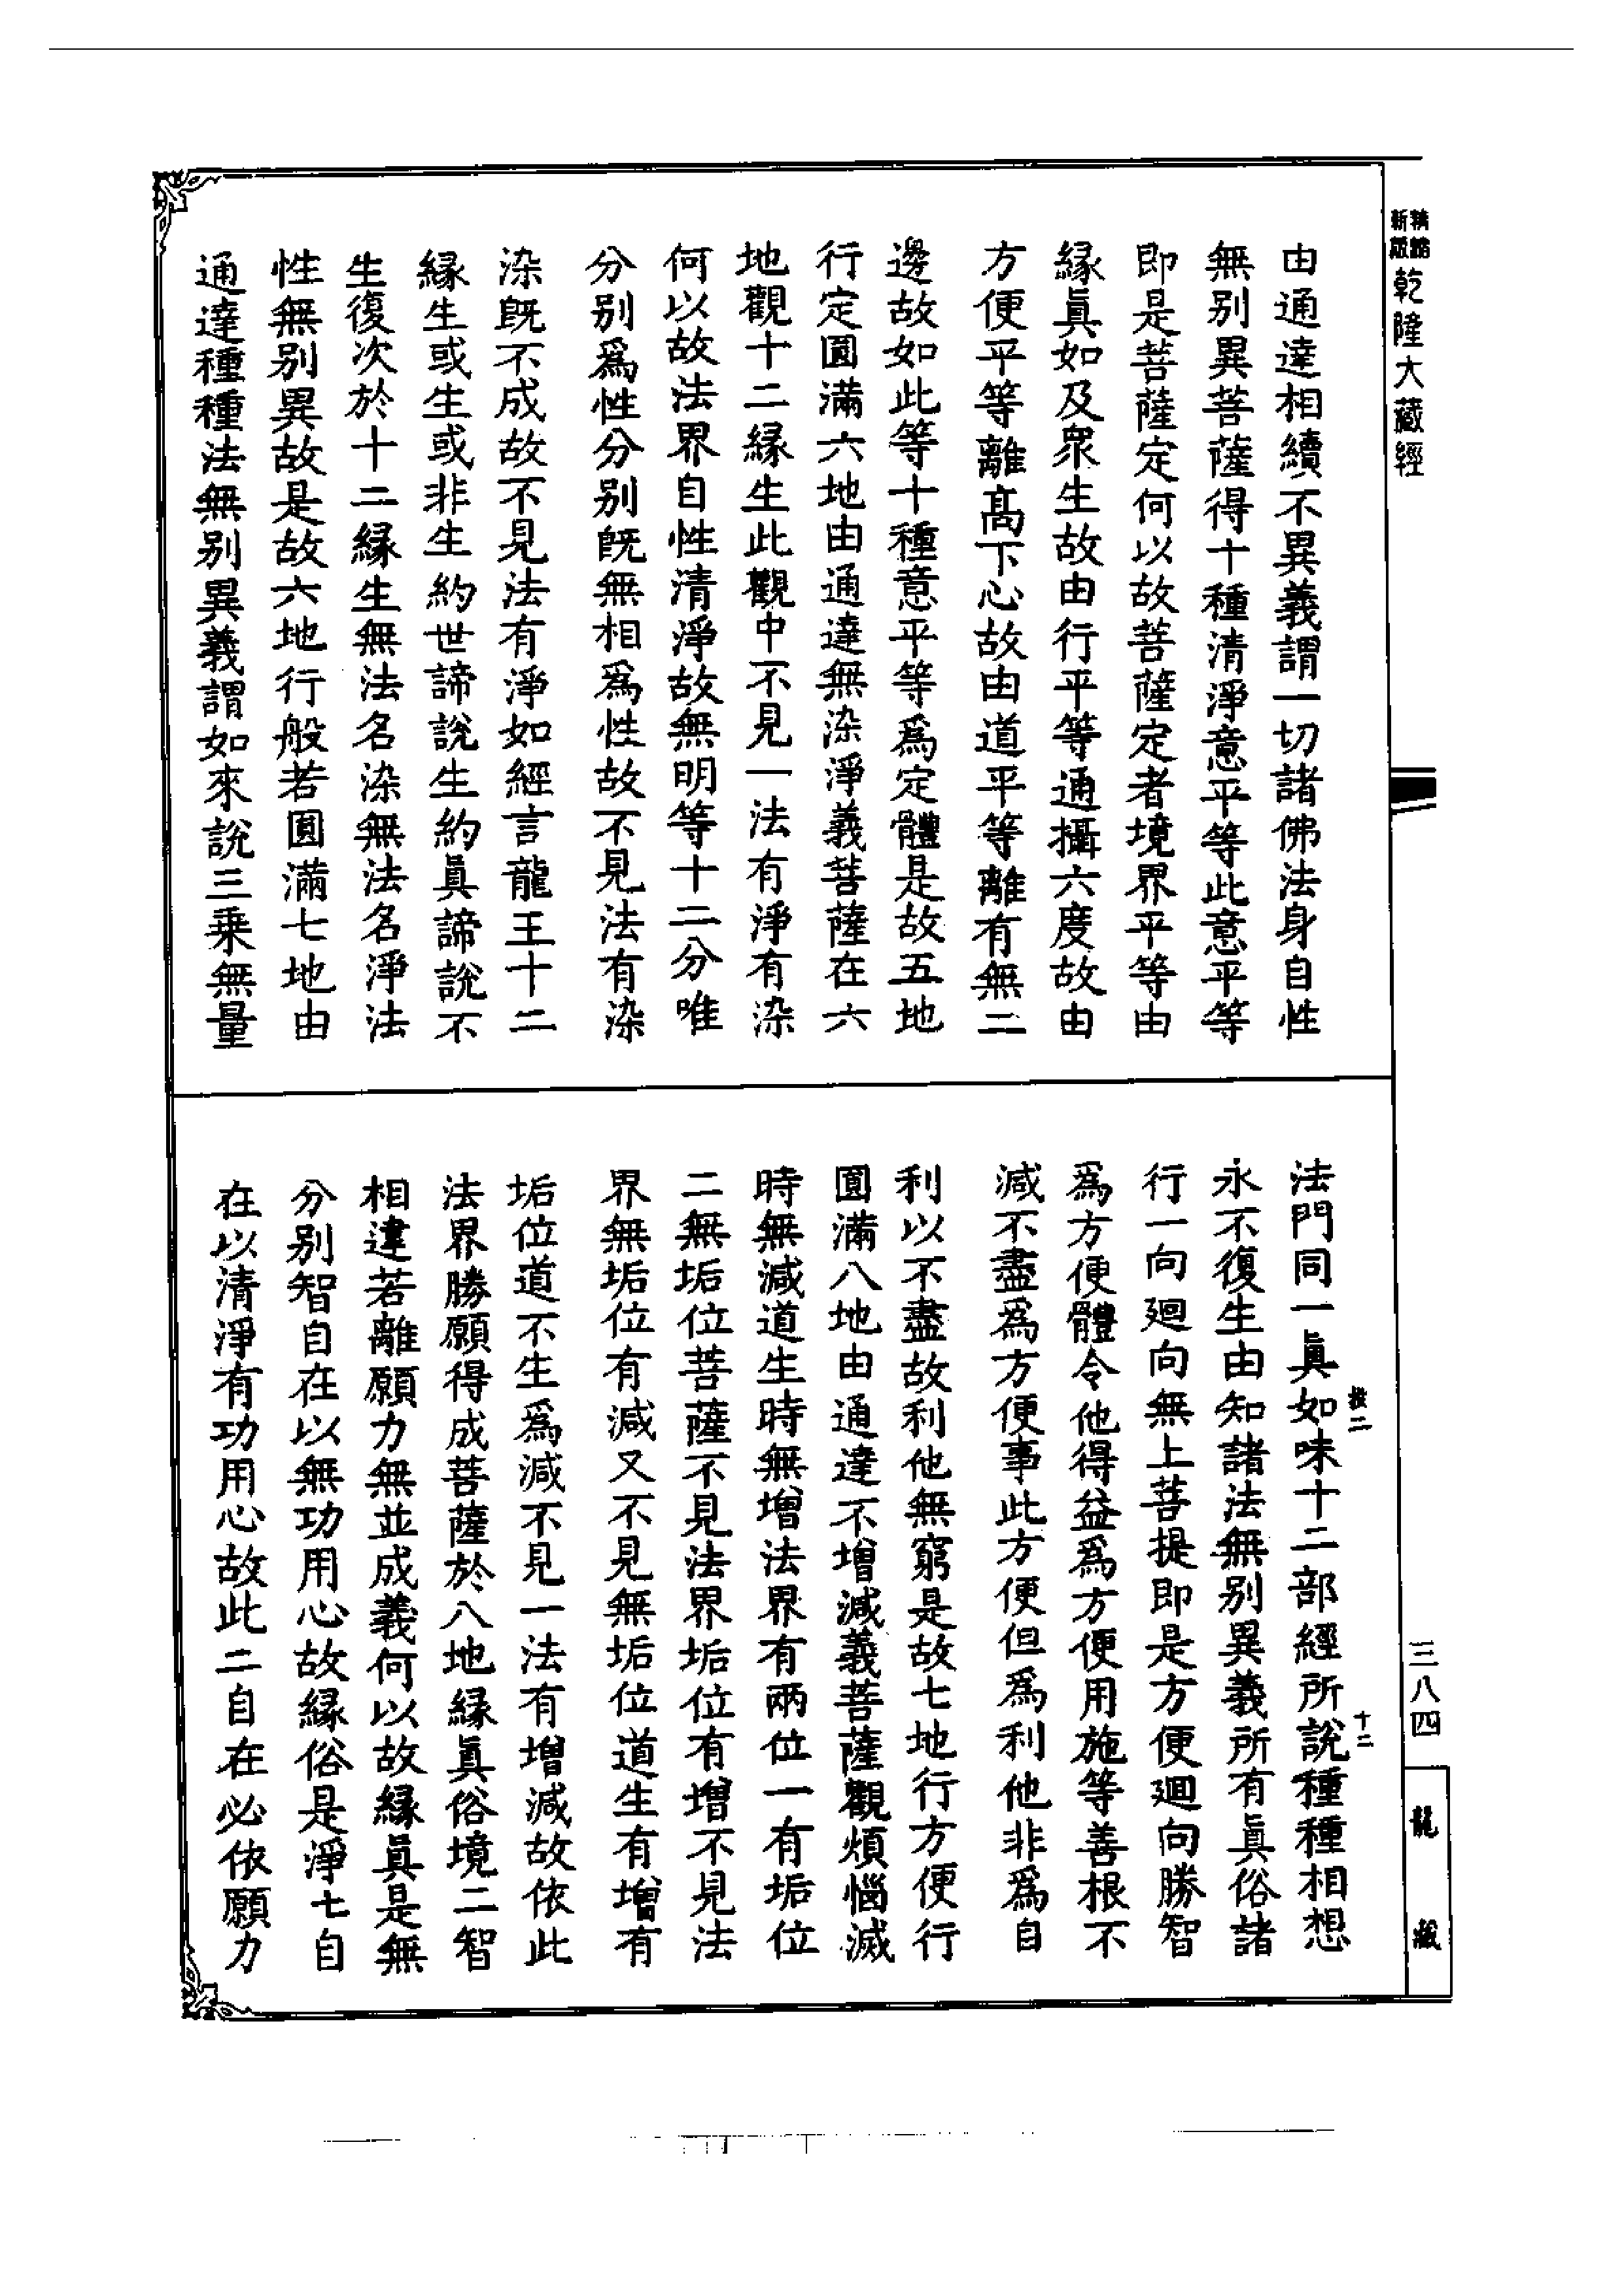 新版
精縮
乾隆大藏經
由通達相續不異義謂一切諸佛法身自性
無别異菩薩得十種清淨意平等此意平等
即是菩薩定何以故菩薩定者境界平等由
縁眞如及衆生故由行平等通攝六度故由
方便平等離髙下心故由道平等離有無二
邊故如此等十種意平等爲定體是故五地
行定圓滿六地由通達無染淨義菩薩在六
地觀十二縁生此觀中不見一法有淨有染
何以故法界自性清淨故無明等十二分唯
分别爲性分别旣無相爲性故不見法有染
染旣不成故不見法有淨如經言龍王十二
縁生或生或非生約世諦說生約眞諦說不
生復次於十二縁生無法名染無法名淨法
性無别異故是故六地行般若圓滿七地由
通達種種法無别異義謂如來說三乗無量
法門同一眞如味十二部經所說種種相想
永不復生由知諸法無别異義所有眞俗諸
行一向廻向無上菩提即是方便廻向勝智
爲方便體令他得益爲方便用施等善根不
減不盡爲方便事此方便但爲利他非爲自
利以不盡故利他無窮是故七地行方便行
圓滿八地由通達不增減義菩薩觀煩惱滅
時無減道生時無增法界有兩位一有垢位
二無垢位菩薩不見法界垢位有增不見法
界無垢位有減又不見無垢位道生有增有
垢位道不生爲減不見一法有增減故依此
法界勝願得成菩薩於八地縁眞俗境二智
相違若離願力無並成義何以故縁眞是無
分别智自在以無功用心故縁俗是淨七自
在以清淨有功用心故此二自在必依願力
十二
三八四
龍藏